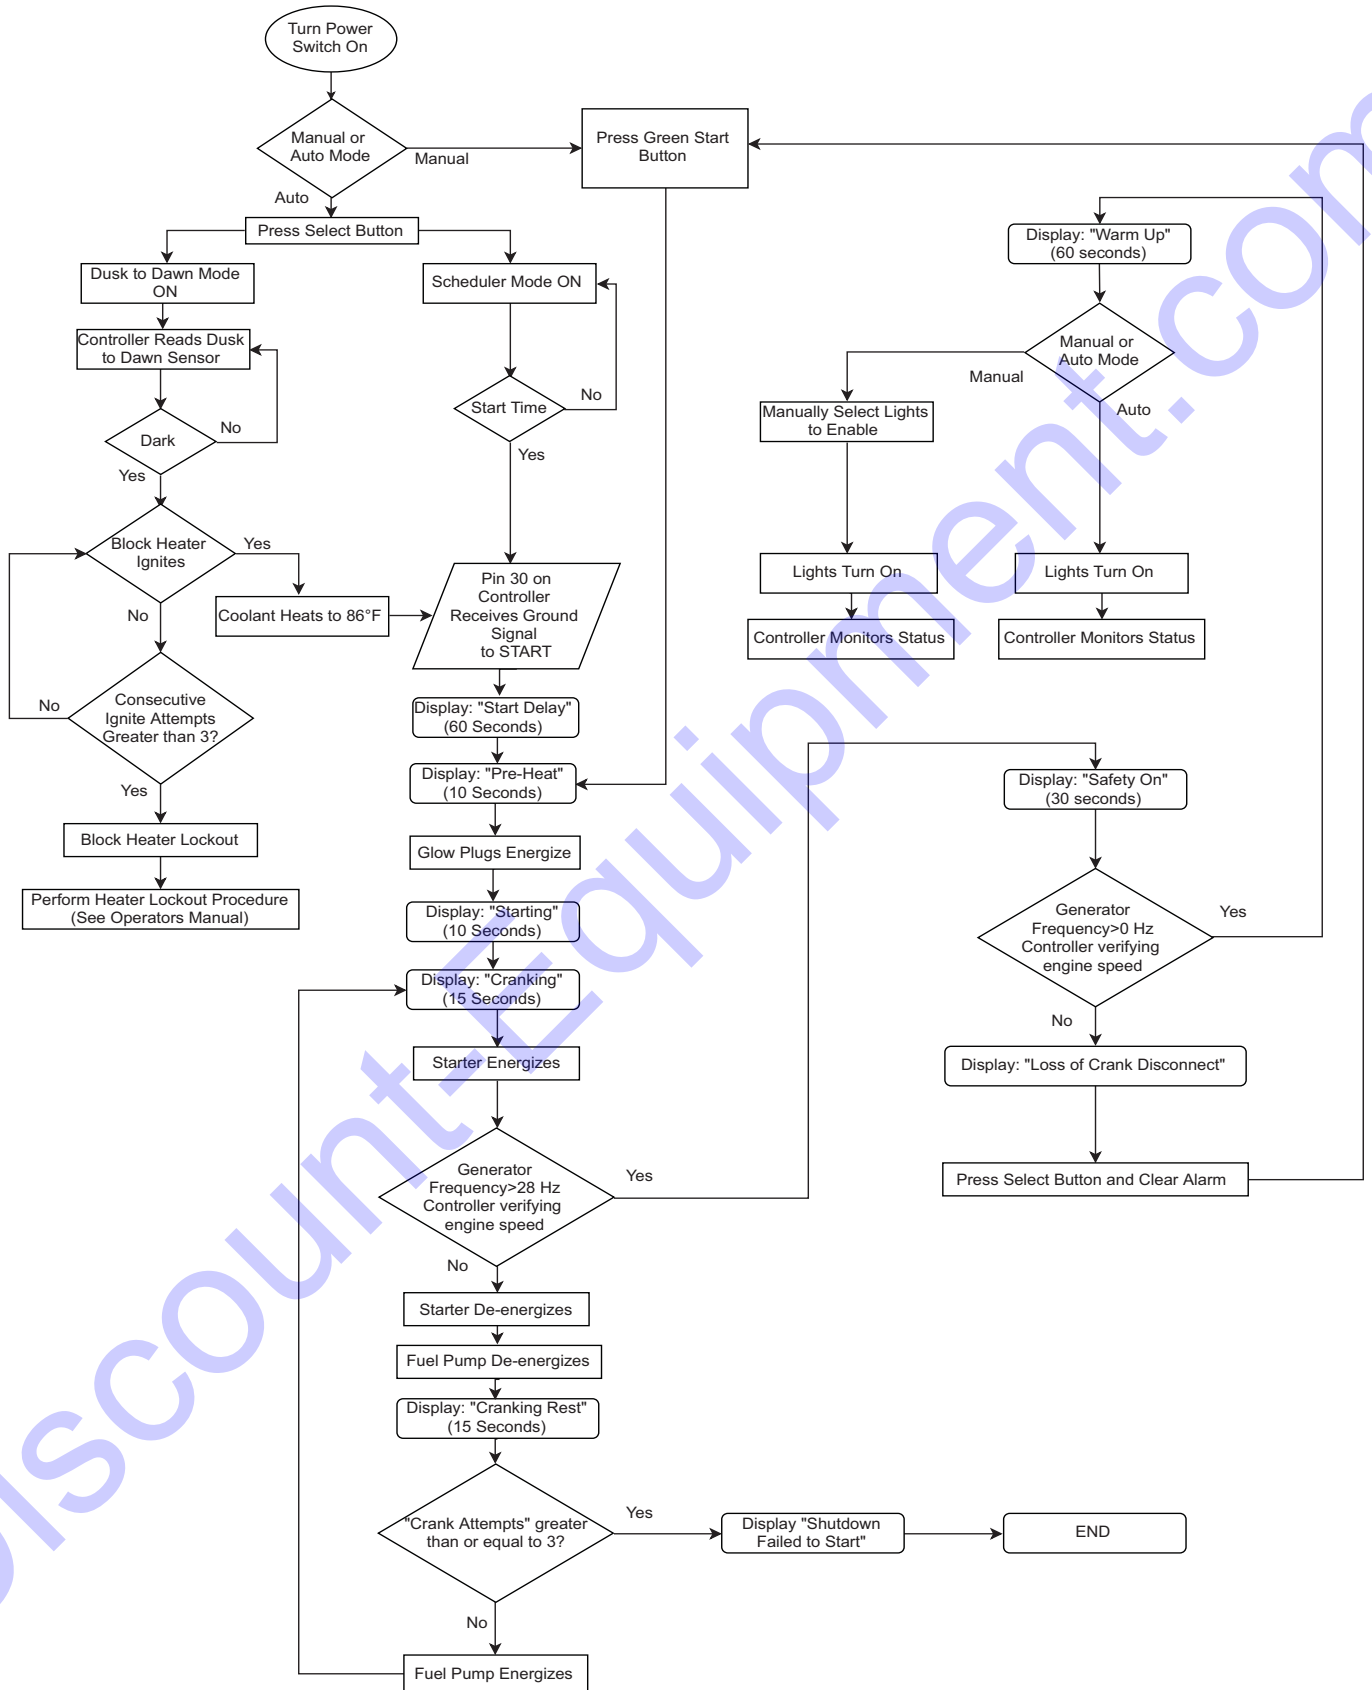 Turn Power
Switch On
Manual or
Auto Mode
Manual
Auto
Press Green Start
Button
Press Select Button
Dusk to Dawn Mode
ON
Controller Reads Dusk
to Dawn Sensor
Dark
No
Yes
Block Heater
Ignites
Yes
No
Coolant Heats to 86°F
Consecutive
Ignite Attempts
Greater than 3?
No
Yes
Block Heater Lockout
Perform Heater Lockout Procedure
(See Operators Manual)
Scheduler Mode ON
Start Time
No
Yes
Pin 30 on
Controller
Receives Ground
Signal
to START
Display: "Start Delay"
(60 Seconds)
Display: "Pre-Heat"
(10 Seconds)
Glow Plugs Energize
Display: "Starting"
(10 Seconds)
Display: "Cranking"
(15 Seconds)
Starter Energizes
Generator
Frequency>28 Hz
Controller verifying
engine speed
Yes
No
Starter De-energizes
Fuel Pump De-energizes
Display: "Cranking Rest"
(15 Seconds)
"Crank Attempts" greater
than or equal to 3?
Yes
No
Display "Shutdown
Failed to Start"
END
Fuel Pump Energizes
Display: "Warm Up"
(60 seconds)
Manual or
Auto Mode
Manual
Auto
Manually Select Lights
to Enable
Lights Turn On
Controller Monitors Status
Lights Turn On
Controller Monitors Status
Display: "Safety On"
(30 seconds)
Generator
Frequency>0 Hz
Controller verifying
engine speed
Yes
No
Display: "Loss of Crank Disconnect"
Press Select Button and Clear Alarm
Discount-Equipment.com